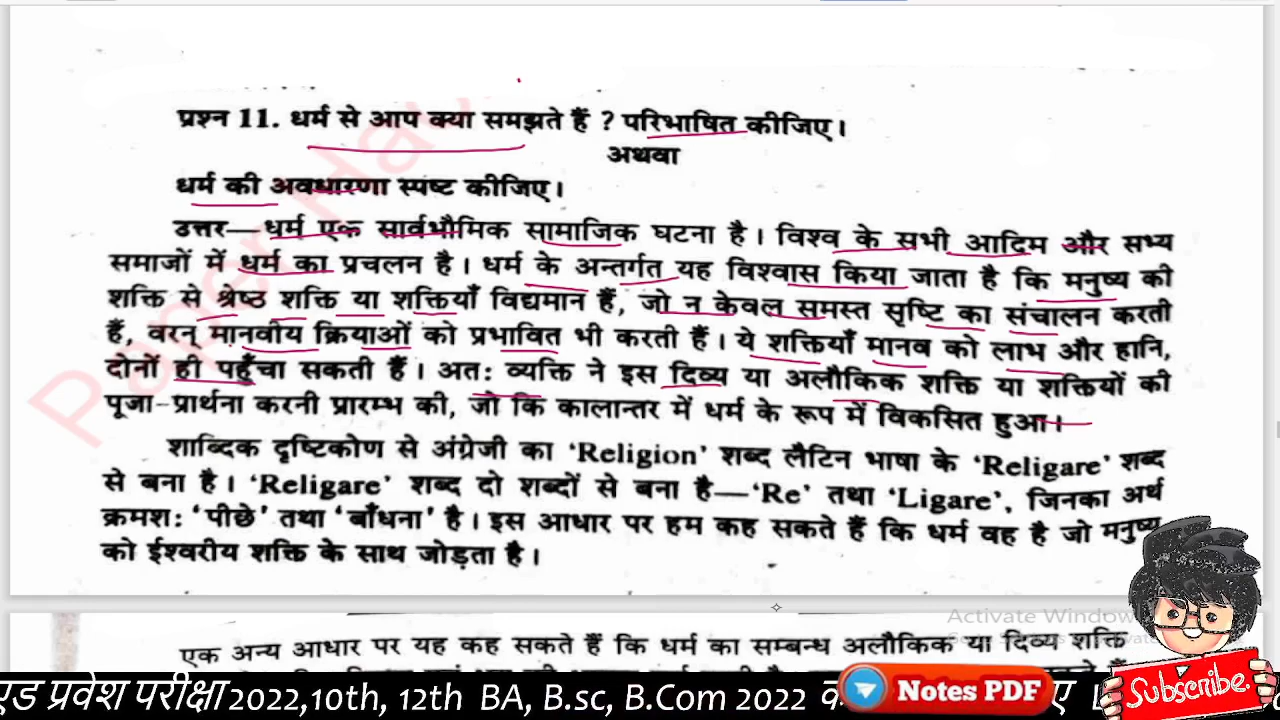 प्रश्न 11. धर्म से आप क्या समझते हैं ? परिभाषित कीजिए।
अथवा
धर्म की अवधारणा स्पष्ट कीजिए।
उत्तर—धर्म एक सार्वभौमिक सामाजिक घटना है। विश्व के सभी आदिम और सभ्य
समाजों में धर्म का प्रचलन है। धर्म के अन्तर्गत यह विश्वास किया जाता है कि मनुष्य की
शक्ति से श्रेष्ठ शक्ति या शक्तियाँ विद्यमान हैं, जो न केवल समस्त सृष्टि का संचालन करती
हैं, वरन् मानवीय क्रियाओं को प्रभावित भी करती हैं। ये शक्तियाँ मानव को लाभ और हानि,
दोनों ही पहुँचा सकती हैं। अतः व्यक्ति ने इस दिव्य या अलौकिक शक्ति या शक्तियों की
पूजा-प्रार्थना करनी प्रारम्भ की, जो कि कालान्तर में धर्म के रूप में विकसित हुआ।
शाब्दिक दृष्टिकोण से अंग्रेजी का ‘Religion’ शब्द लैटिन भाषा के ‘Religare’ शब्द
से बना है। ‘Religare’ शब्द दो शब्दों से बना है—‘Re’ तथा ‘Ligare’, जिनका अर्थ
क्रमशः ‘पीछे’ तथा ‘बाँधना’ है। इस आधार पर हम कह सकते हैं कि धर्म वह है जो मनुष्य
को ईश्वरीय शक्ति के साथ जोड़ता है।
Activate Window
एक अन्य आधार पर यह कह सकते हैं कि धर्म का सम्बन्ध अलौकिक या दिव्य शक्ति
एड प्रवेश परीक्षा 2022,10th, 12th BA, B.sc, B.Com 2022
Notes PDF
Subscribe